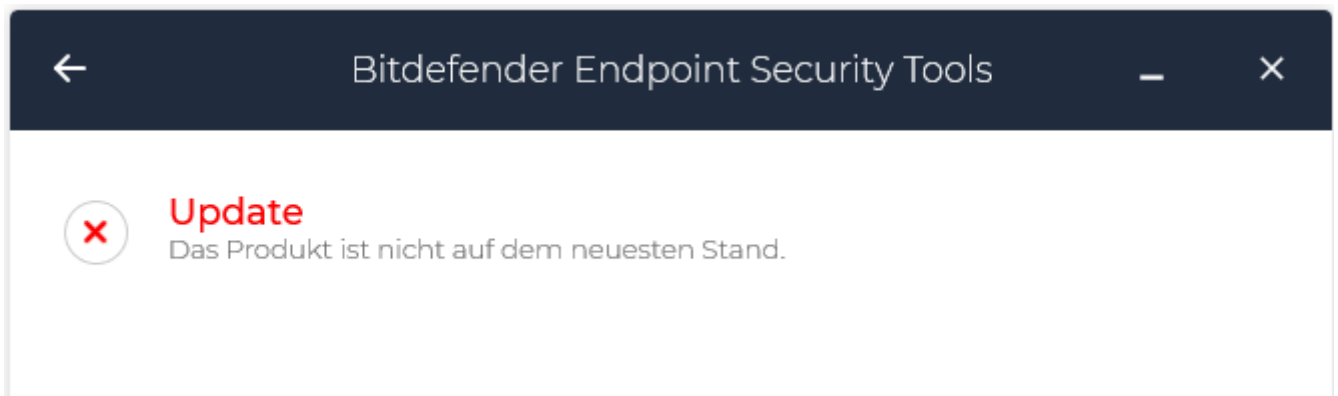 Bitdefender Endpoint Security Tools
Update
Das Produkt ist nicht auf dem neuesten Stand.